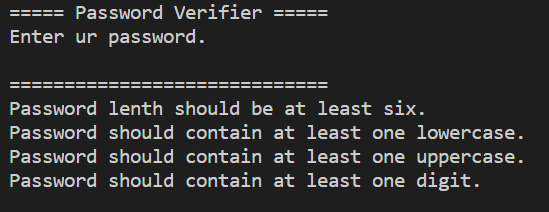 ===== Password Verifier =====
Enter ur password.
=============================
Password lenth should be at least six.
Password should contain at least one lowercase.
Password should contain at least one uppercase.
Password should contain at least one digit.